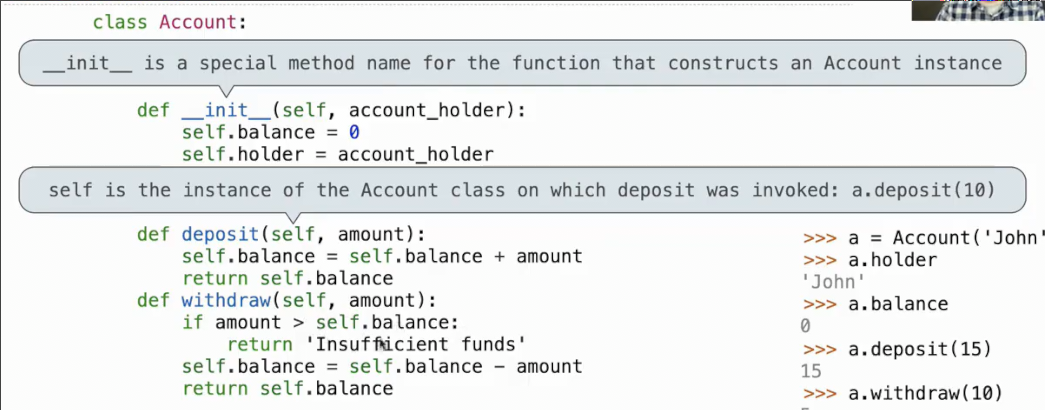 class Account:
__init__ is a special method name for the function that constructs an Account instance
def __init__(self, account_holder):
self.balance = 0
self.holder = account_holder
self is the instance of the Account class on which deposit was invoked: a.deposit(10)
def deposit(self, amount):
self.balance = self.balance + amount
return self.balance
def withdraw(self, amount):
if amount > self.balance:
return 'Insufficient funds'
self.balance = self.balance - amount
return self.balance
>>> a = Account('John'
>>> a.holder
'John'
>>> a.balance
0
>>> a.deposit(15)
15
>>> a.withdraw(10)